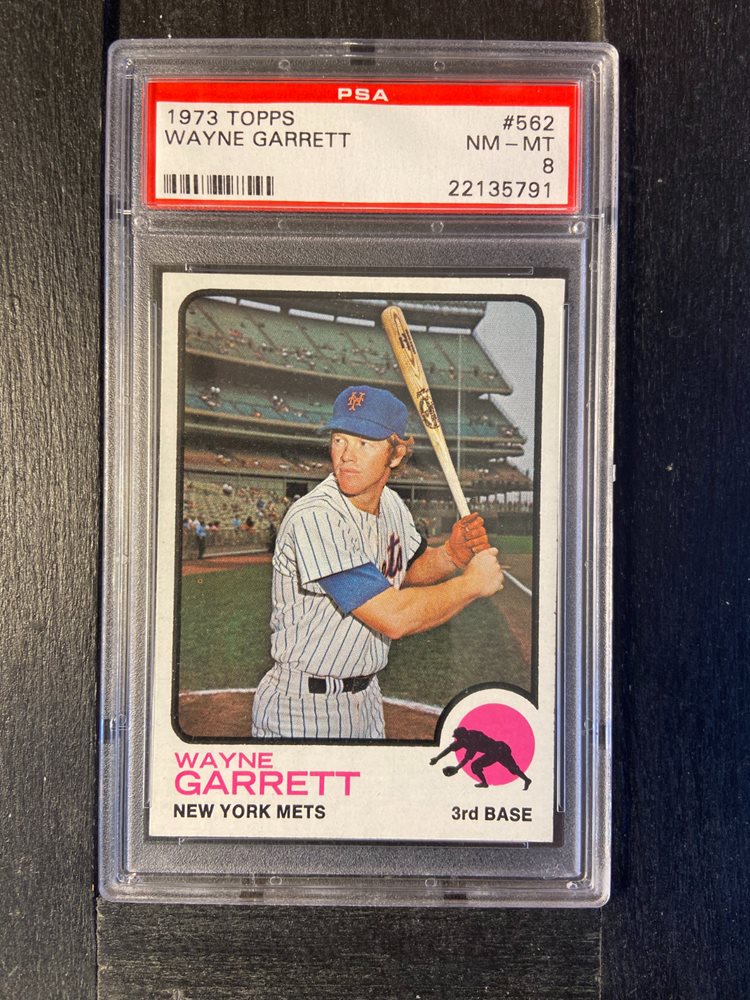 PSA
1973 TOPPS #562
WAYNE GARRETT NM - MT
8
22135791
WAYNE
GARRETT
NEW YORK METS 3rd BASE